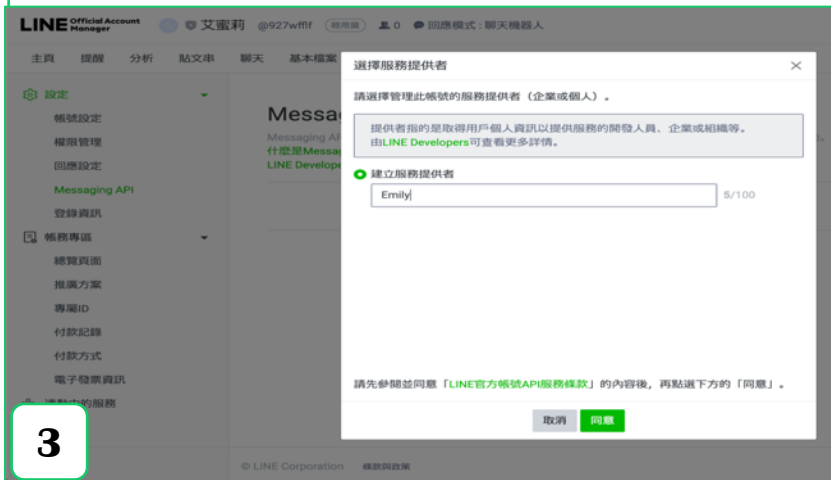 LINE Official Account Manager 艾蜜莉 @927wfflf 輕用量 0 回應模式:聊天機器人
主頁 提醒 分析 貼文串 聊天 基本檔案
設定
帳號設定
權限管理
回應設定
Messaging API
登錄資訊
帳務專區
總覽頁面
推廣方案
專屬ID
付款記錄
付款方式
電子發票資訊
的服務
Messa
Messaging AP
什麼是Messa
LINE Develope
選擇服務提供者
請選擇管理此帳號的服務提供者(企業或個人)。
提供者指的是取得用戶個人資訊以提供服務的開發人員、企業或組織等。
由LINE Developers可查看更多詳情。
建立服務提供者
Emily 5/100
請先參閱並同意「LINE官方帳號API服務條款」的內容後,再點選下方的「同意」。
取消 同意
3
© LINE Corporation 條款與政策